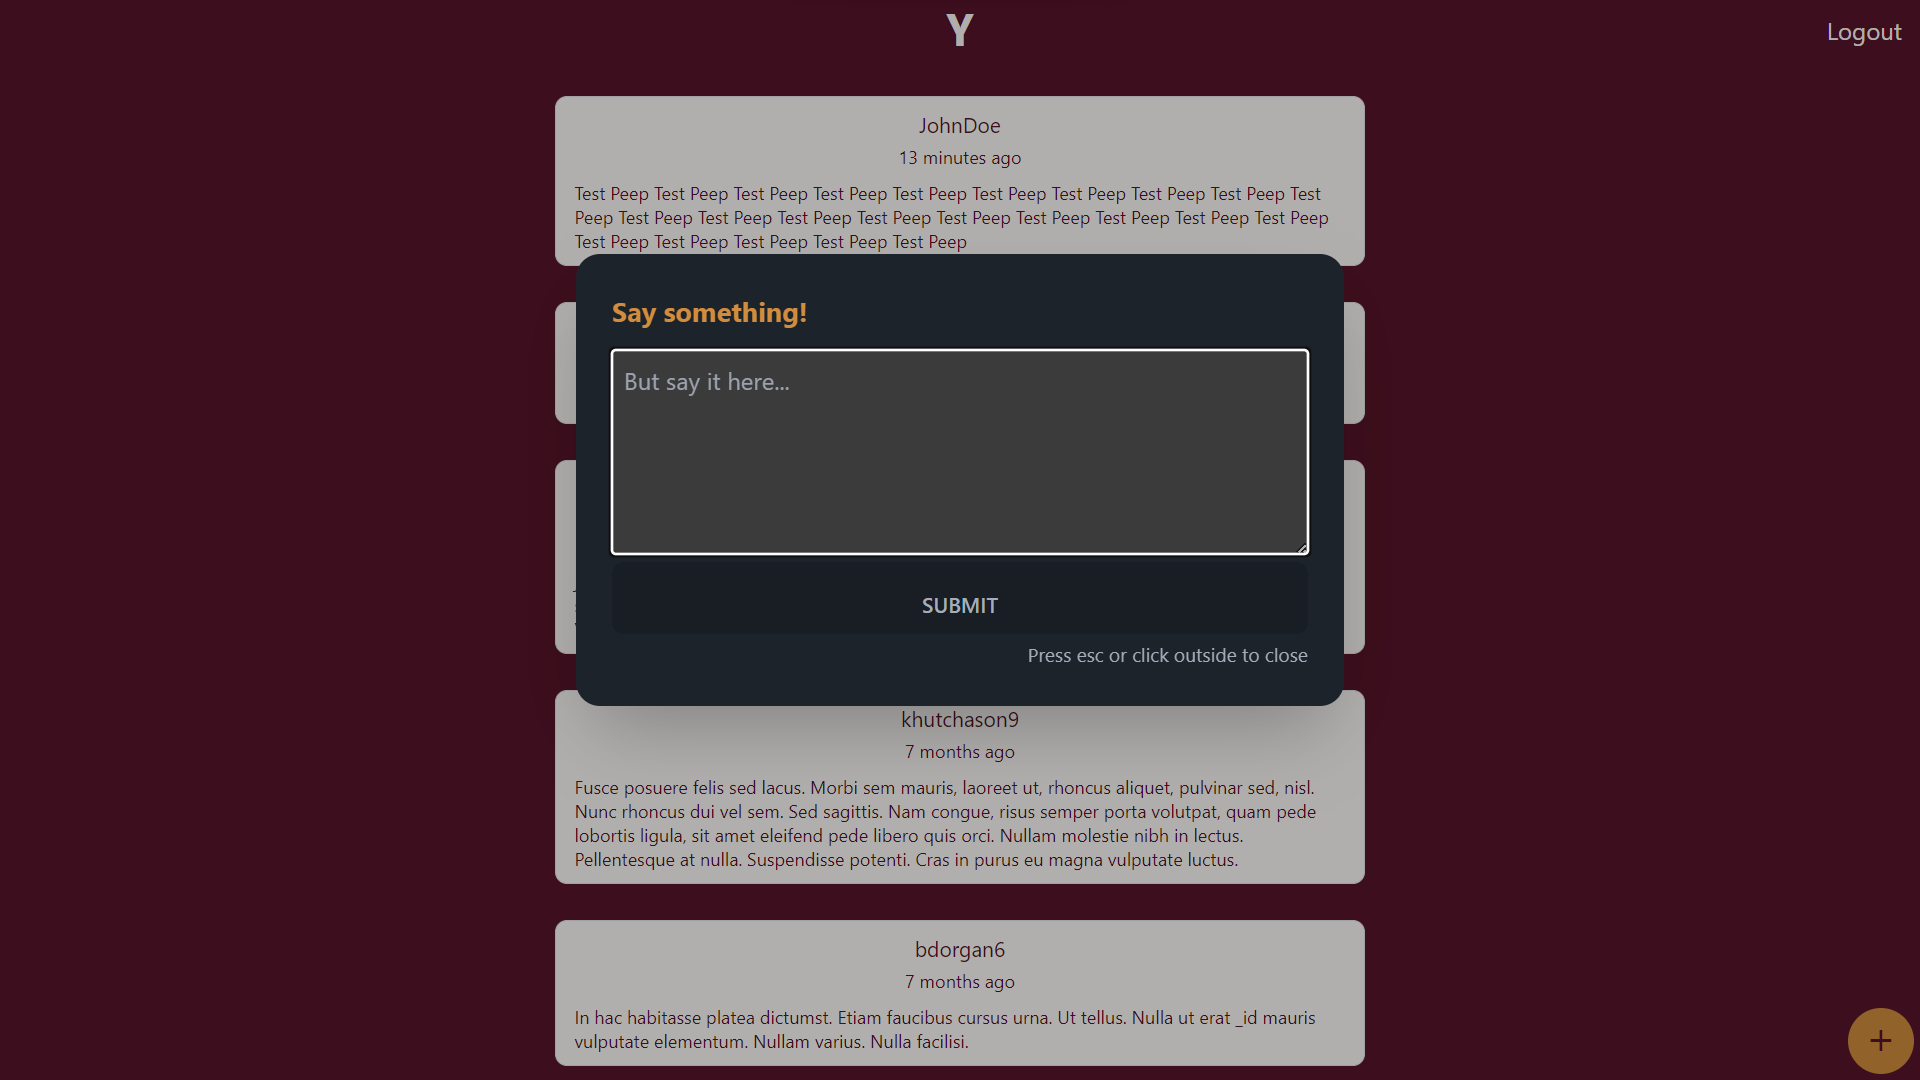 Y
Logout
JohnDoe
13 minutes ago
Test Peep Test Peep Test Peep Test Peep Test Peep Test Peep Test Peep Test Peep Test Peep Test
Peep Test Peep Test Peep Test Peep Test Peep Test Peep Test Peep Test Peep Test Peep Test Peep
Test Peep Test Peep Test Peep Test Peep Test Peep
Say something!
But say it here...
SUBMIT
Press esc or click outside to close
khutchason9
7 months ago
Fusce posuere felis sed lacus. Morbi sem mauris, laoreet ut, rhoncus aliquet, pulvinar sed, nisl.
Nunc rhoncus dui vel sem. Sed sagittis. Nam congue, risus semper porta volutpat, quam pede
lobortis ligula, sit amet eleifend pede libero quis orci. Nullam molestie nibh in lectus.
Pellentesque at nulla. Suspendisse potenti. Cras in purus eu magna vulputate luctus.
bdorgan6
7 months ago
In hac habitasse platea dictumst. Etiam faucibus cursus urna. Ut tellus. Nulla ut erat _id mauris
vulputate elementum. Nullam varius. Nulla facilisi.
+